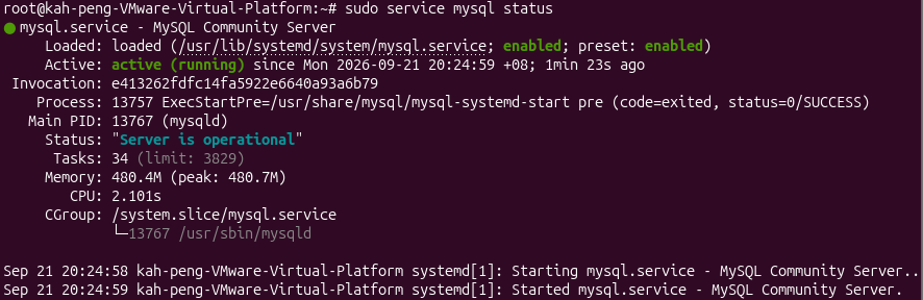 root@kah-peng-VMware-Virtual-Platform:~# sudo service mysql status
● mysql.service - MySQL Community Server
Loaded: loaded (/usr/lib/systemd/system/mysql.service; enabled; preset: enabled)
Active: active (running) since Mon 2026-09-21 20:24:59 +08; 1min 23s ago
Invocation: e413262fdfc14fa5922e6640a93a6b79
Process: 13757 ExecStartPre=/usr/share/mysql/mysql-systemd-start pre (code=exited, status=0/SUCCESS)
Main PID: 13767 (mysqld)
Status: "Server is operational"
Tasks: 34 (limit: 3829)
Memory: 480.4M (peak: 480.7M)
CPU: 2.101s
CGroup: /system.slice/mysql.service
└─13767 /usr/sbin/mysqld
Sep 21 20:24:58 kah-peng-VMware-Virtual-Platform systemd[1]: Starting mysql.service - MySQL Community Server..
Sep 21 20:24:59 kah-peng-VMware-Virtual-Platform systemd[1]: Started mysql.service - MySQL Community Server.